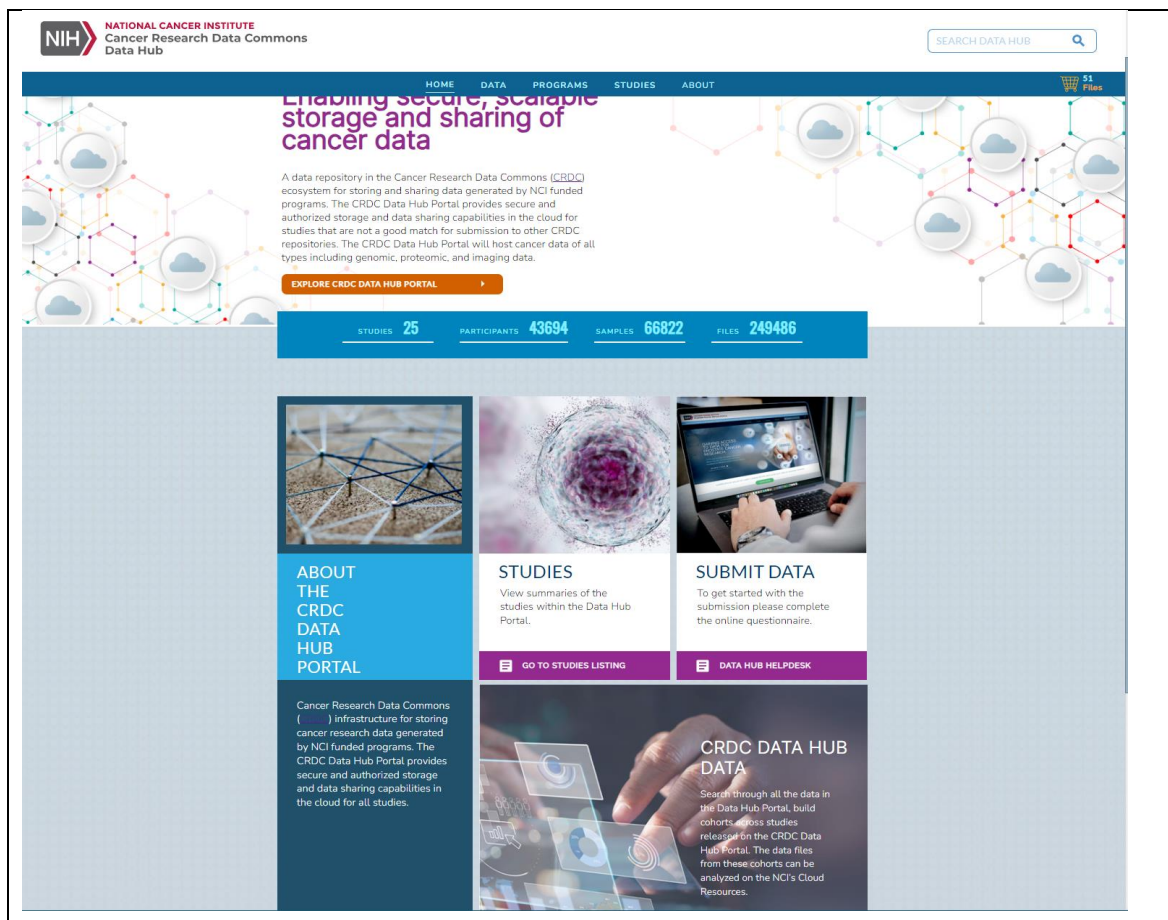 NIH
NATIONAL CANCER INSTITUTE
Cancer Research Data Commons
Data Hub
SEARCH DATA HUB
HOME
DATA
PROGRAMS
STUDIES
ABOUT
51
Files
Enabling secure, scalable
storage and sharing of
cancer data
A data repository in the Cancer Research Data Commons (CRDC)
ecosystem for storing and sharing data generated by NCI funded
programs. The CRDC Data Hub Portal provides secure and
authorized storage and data sharing capabilities in the cloud for
studies that are not a good match for submission to other CRDC
repositories. The CRDC Data Hub Portal will host cancer data of all
types including genomic, proteomic, and imaging data.
EXPLORE CRDC DATA HUB PORTAL
STUDIES 25
PARTICIPANTS 43694
SAMPLES 66822
FILES 249486
ABOUT
THE
CRDC
DATA
HUB
PORTAL
Cancer Research Data Commons
( ) infrastructure for storing
cancer research data generated
by NCI funded programs. The
CRDC Data Hub Portal provides
secure and authorized storage
and data sharing capabilities in
the cloud for all studies.
STUDIES
View summaries of the
studies within the Data Hub
Portal.
GO TO STUDIES LISTING
SUBMIT DATA
To get started with the
submission please complete
the online questionnaire.
DATA HUB HELPDESK
CRDC DATA HUB
DATA
Search through all the data in
the Data Hub Portal, build
cohorts across studies
released on the CRDC Data
Hub Portal. The data files
from these cohorts can be
analyzed on the NCI's Cloud
Resources.